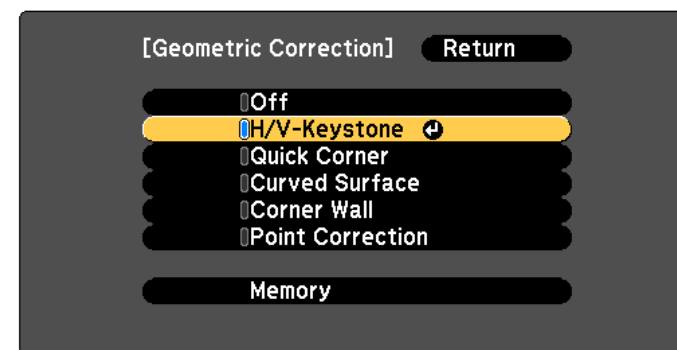 [Geometric Correction] Return
Off
H/V-Keystone
Quick Corner
Curved Surface
Corner Wall
Point Correction
Memory